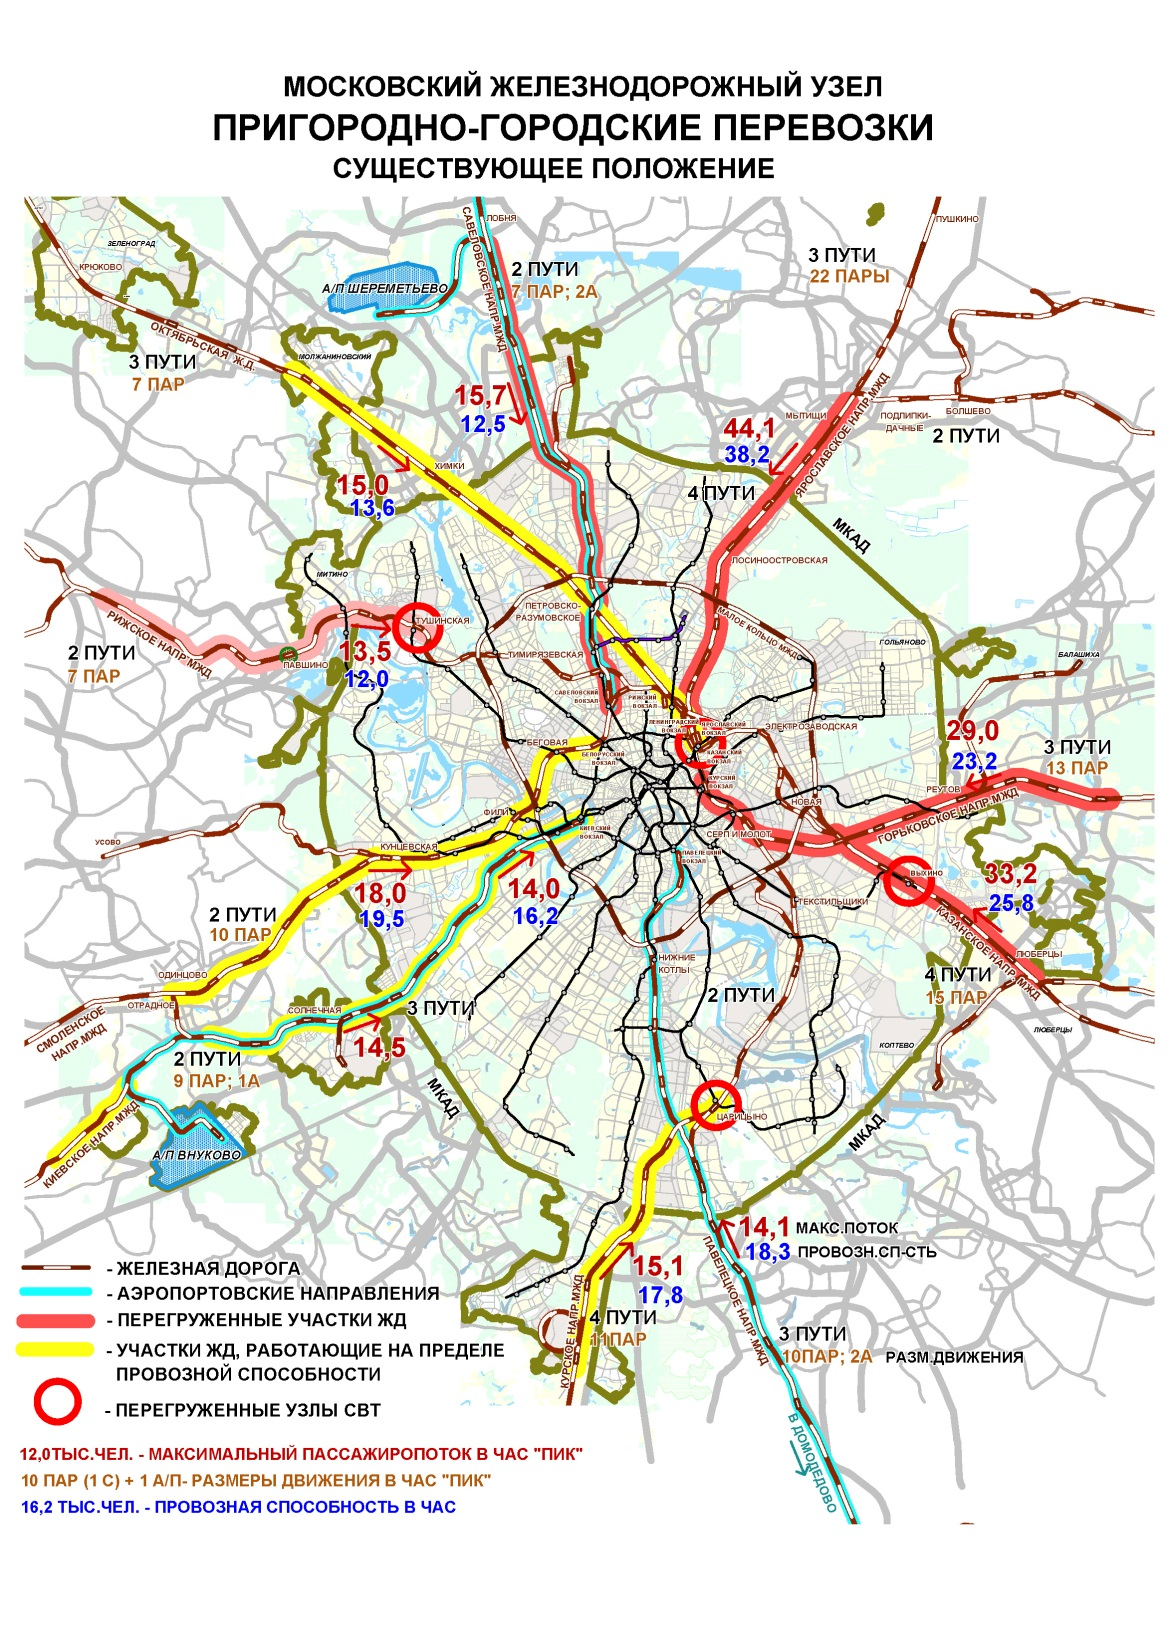 МОСКОВСКИЙ ЖЕЛЕЗНОДОРОЖНЫЙ УЗЕЛ
ПРИГОРОДНО-ГОРОДСКИЕ ПЕРЕВОЗКИ
СУЩЕСТВУЮЩЕЕ ПОЛОЖЕНИЕ
ЛОБНЯ
ПУШКИНО
САВЕЛОВСКОЕ НАПР.МЖД
ЗЕЛЕНОГРАД
КРЮКОВО
А/П ШЕРЕМЕТЬЕВО
2 ПУТИ
7 ПАР; 2А
3 ПУТИ
22 ПАРЫ
ОКТЯБРЬСКАЯ Ж.Д.
МОЛЖАНИНОВСКИЙ
3 ПУТИ
7 ПАР
15,7
12,5
МЫТИЩИ
ЯРОСЛАВСКОЕ НАПР.МЖД
ПОДЛИПКИ-
ДАЧНЫЕ
БОЛШЕВО
2 ПУТИ
44,1
38,2
ХИМКИ
15,0
13,6
4 ПУТИ
МКАД
ЛОСИНООСТРОВСКАЯ
МИТИНО
ПЕТРОВСКО-
РАЗУМОВСКОЕ
МАЛОЕ КОЛЬЦО МЖД
РИЖСКОЕ НАПР.МЖД
ТУШИНСКАЯ
ГОЛЬЯНОВО
БАЛАШИХА
2 ПУТИ
7 ПАР
ПАВШИНО
13,5
12,0
ТИМИРЯЗЕВСКАЯ
САВЕЛОВСКИЙ
ВОКЗАЛ
РИЖСКИЙ
ВОКЗАЛ
ЛЕНИНГРАДСКИЙ
ВОКЗАЛ
ЯРОСЛАВСКИЙ
ВОКЗАЛ
ЭЛЕКТРОЗАВОДСКАЯ
29,0
23,2
3 ПУТИ
13 ПАР
БЕГОВАЯ
БЕЛОРУССКИЙ
ВОКЗАЛ
КАЗАНСКИЙ
ВОКЗАЛ
КУРСКИЙ
ВОКЗАЛ
РЕУТОВ
НОВАЯ
ГОРЬКОВСКОЕ НАПР.МЖД
ФИЛИ
КИЕВСКИЙ
ВОКЗАЛ
СЕРП И МОЛОТ
УСОВО
КУНЦЕВСКАЯ
ПАВЕЛЕЦКИЙ
ВОКЗАЛ
ВЫХИНО
18,0
19,5
14,0
16,2
33,2
25,8
ТЕКСТИЛЬЩИКИ
КАЗАНСКОЕ НАПР.МЖД
2 ПУТИ
10 ПАР
ЛЮБЕРЦЫ
НИЖНИЕ
КОТЛЫ
ОДИНЦОВО
4 ПУТИ
15 ПАР
2 ПУТИ
ОТРАДНОЕ
СОЛНЕЧНАЯ
3 ПУТИ
СМОЛЕНСКОЕ
НАПР.МЖД
ЛЮБЕРЦЫ
14,5
КОПТЕВО
2 ПУТИ
9 ПАР; 1А
МКАД
ЦАРИЦЫНО
МКАД
КИЕВСКОЕ НАПР.МЖД
А/П ВНУКОВО
14,1 МАКС.ПОТОК
18,3 ПРОВОЗН.СП-СТЬ
ПАВЕЛЕЦКОЕ НАПР.МЖД
15,1
17,8
КУРСКОЕ НАПР.МЖД
4 ПУТИ
11ПАР
3 ПУТИ
10ПАР; 2А РАЗМ.ДВИЖЕНИЯ
В ДОМОДЕДОВО
- ЖЕЛЕЗНАЯ ДОРОГА
- АЭРОПОРТОВСКИЕ НАПРАВЛЕНИЯ
- ПЕРЕГРУЖЕННЫЕ УЧАСТКИ ЖД
- УЧАСТКИ ЖД, РАБОТАЮЩИЕ НА ПРЕДЕЛЕ
ПРОВОЗНОЙ СПОСОБНОСТИ
- ПЕРЕГРУЖЕННЫЕ УЗЛЫ СВТ
12,0ТЫС.ЧЕЛ. - МАКСИМАЛЬНЫЙ ПАССАЖИРОПОТОК В ЧАС "ПИК"
10 ПАР (1 С) + 1 А/П- РАЗМЕРЫ ДВИЖЕНИЯ В ЧАС "ПИК"
16,2 ТЫС.ЧЕЛ. - ПРОВОЗНАЯ СПОСОБНОСТЬ В ЧАС